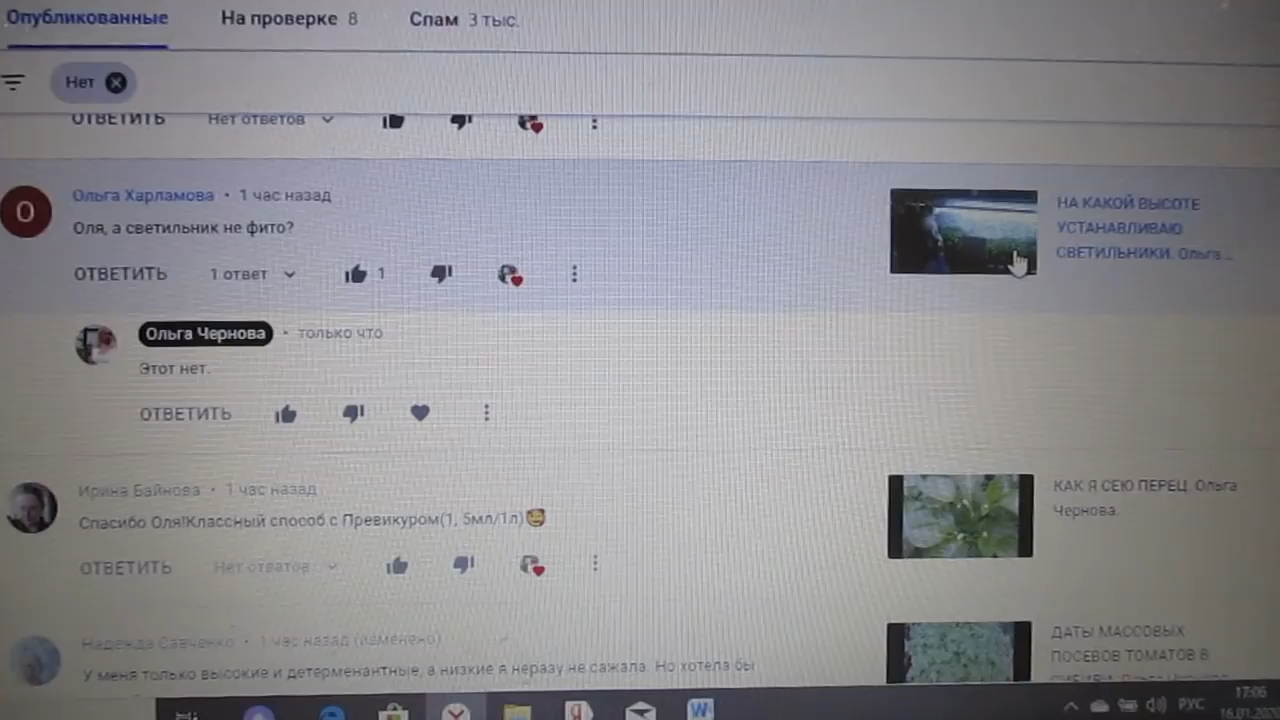 Опубликованные На проверке 8 Спам 3 тыс.
Нет
ОТВЕТИТЬ Нет ответов
О
Ольга Харламова • 1 час назад
Оля, а светильник не фито?
ОТВЕТИТЬ 1 ответ 1
НА КАКОЙ ВЫСОТЕ
УСТАНАВЛИВАЮ
СВЕТИЛЬНИКИ. Ольга ...
Ольга Чернова • только что
Этот нет.
ОТВЕТИТЬ
Ирина Байнова • 1 час назад
Спасибо Оля!Классный способ с Превикуром(1, 5мл/1л)
ОТВЕТИТЬ Нет ответов
КАК Я СЕЮ ПЕРЕЦ. Ольга
Чернова.
Надежда Савченко • 1 час назад (изменено)
У меня только высокие и детерменантные, а низкие я неразу не сажала. Но хотела бы
ДАТЫ МАССОВЫХ
ПОСЕВОВ ТОМАТОВ В
РУС 17:06